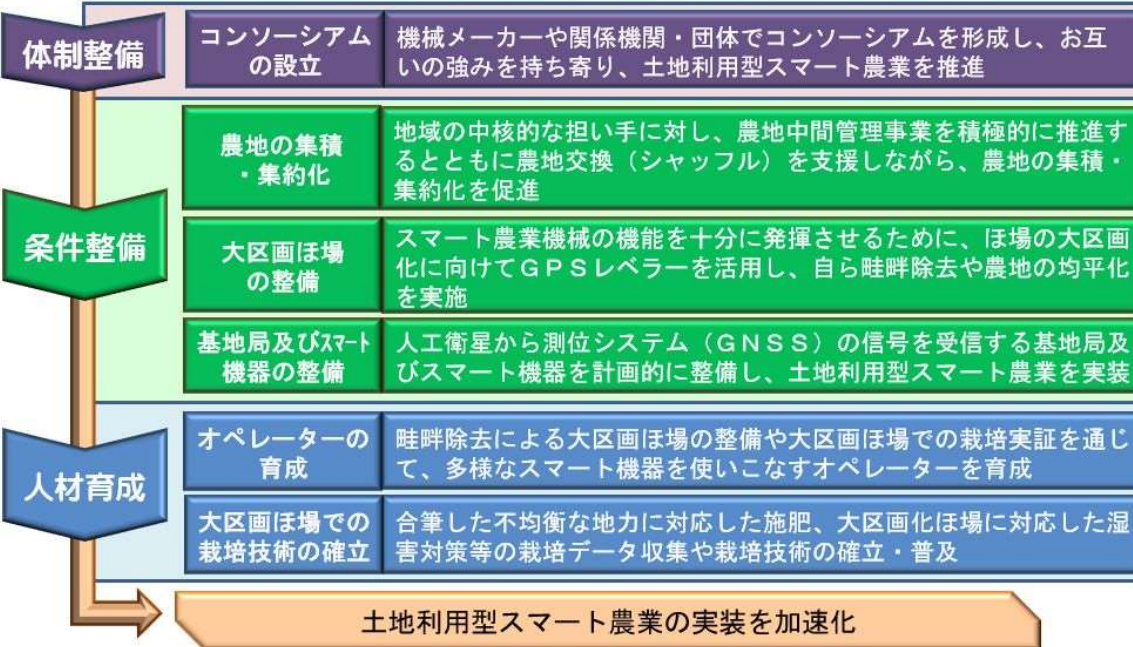 体制整備
コンソーシアム
の設立
機械メーカーや関係機関・団体でコンソーシアムを形成し、お互
いの強みを持ち寄り、土地利用型スマート農業を推進
条件整備
農地の集積
・集約化
地域の中核的な担い手に対し、農地中間管理事業を積極的に推進す
るとともに農地交換（シャッフル）を支援しながら、農地の集積・
集約化を促進
大区画ほ場
の整備
スマート農業機械の機能を十分に発揮させるために、ほ場の大区画
化に向けてＧＰＳレベラーを活用し、自ら畦畔除去や農地の均平化
を実施
基地局及びｽﾏｰﾄ
機器の整備
人工衛星から測位システム（ＧＮＳＳ）の信号を受信する基地局及
びスマート機器を計画的に整備し、土地利用型スマート農業を実装
人材育成
オペレーターの
育成
畦畔除去による大区画ほ場の整備や大区画ほ場での栽培実証を通じ
て、多様なスマート機器を使いこなすオペレーターを育成
大区画ほ場での
栽培技術の確立
合筆した不均衡な地力に対応した施肥、大区画化ほ場に対応した湿
害対策等の栽培データ収集や栽培技術の確立・普及
土地利用型スマート農業の実装を加速化